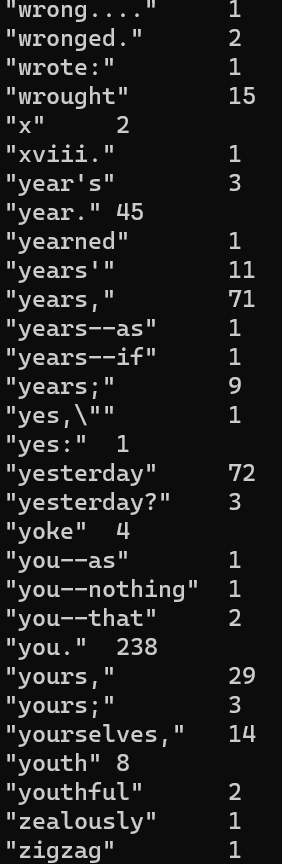 "wrong...."	1
"wronged."	2
"wrote:"	1
"wrought"	15
"x"	2
"xviii."	1
"year's"	3
"year."	45
"yearned"	1
"years'"	11
"years,"	71
"years--as"	1
"years--if"	1
"years;"	9
"yes,\""	1
"yes:"	1
"yesterday"	72
"yesterday?"	3
"yoke"	4
"you--as"	1
"you--nothing"	1
"you--that"	2
"you."	238
"yours,"	29
"yours;"	3
"yourselves,"	14
"youth"	8
"youthful"	2
"zealously"	1
"zigzag"	1